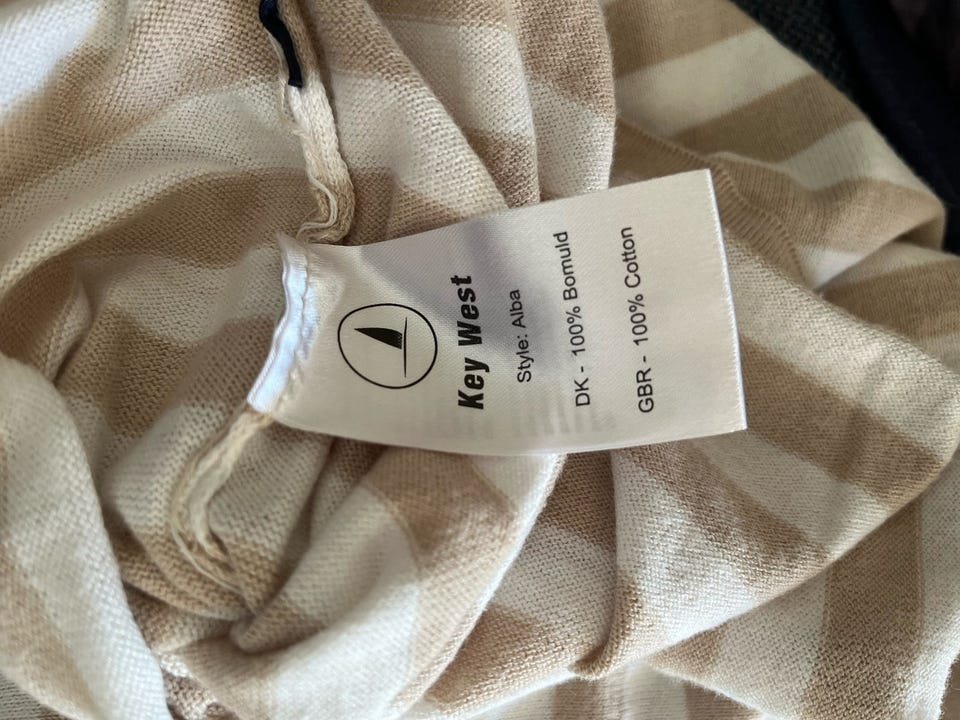 Key West
Style: Alba
DK - 100% Bomuld
GBR - 100% Cotton